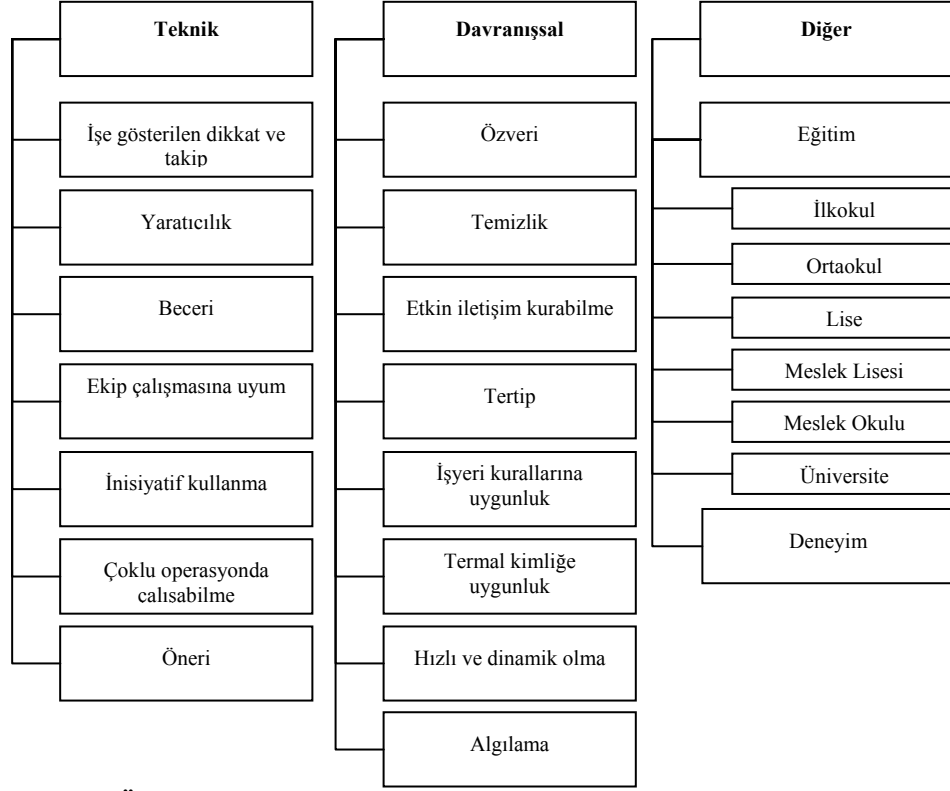 Teknik
İşe gösterilen dikkat ve
takip
Yaratıcılık
Beceri
Ekip çalışmasına uyum
İnisiyatif kullanma
Çoklu operasyonda
calısabilme
Öneri
Davranışsal
Özveri
Temizlik
Etkin iletişim kurabilme
Tertip
İşyeri kurallarına
uygunluk
Termal kimliğe
uygunluk
Hızlı ve dinamik olma
Algılama
Diğer
Eğitim
İlkokul
Ortaokul
Lise
Meslek Lisesi
Meslek Okulu
Üniversite
Deneyim